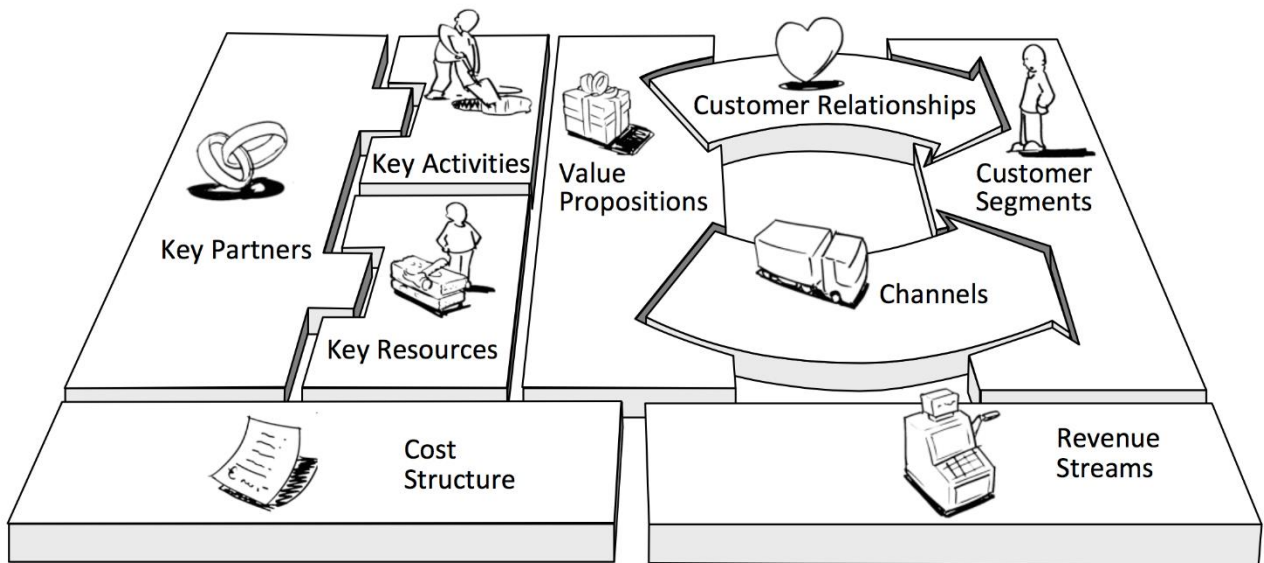 Key Partners
Key Activities
Key Resources
Value
Propositions
Customer Relationships
Channels
Customer
Segments
Cost
Structure
Revenue
Streams